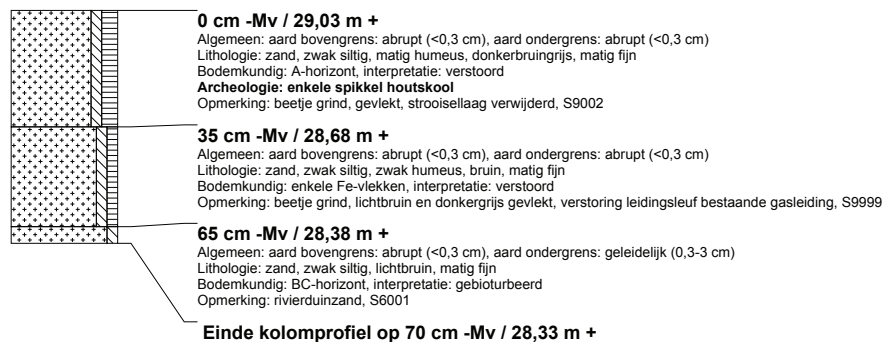 0 cm -Mv / 29,03 m +
Algemeen: aard bovengrens: abrupt (<0,3 cm), aard ondergrens: abrupt (<0,3 cm)
Lithologie: zand, zwak siltig, matig humeus, donkerbruingrijs, matig fijn
Bodemkundig: A-horizont, interpretatie: verstoord
Archeologie: enkele spikkel houtskool
Opmerking: beetje grind, gevlekt, strooisellaag verwijderd, S9002
35 cm -Mv / 28,68 m +
Algemeen: aard bovengrens: abrupt (<0,3 cm), aard ondergrens: abrupt (<0,3 cm)
Lithologie: zand, zwak siltig, zwak humeus, bruin, matig fijn
Bodemkundig: enkele Fe-vlekken, interpretatie: verstoord
Opmerking: beetje grind, lichtbruin en donkergrijs gevlekt, verstoring leidingsleuf bestaande gasleiding, S9999
65 cm -Mv / 28,38 m +
Algemeen: aard bovengrens: abrupt (<0,3 cm), aard ondergrens: geleidelijk (0,3-3 cm)
Lithologie: zand, zwak siltig, lichtbruin, matig fijn
Bodemkundig: BC-horizont, interpretatie: gebioturbeerd
Opmerking: rivierduinzand, S6001
Einde kolomprofiel op 70 cm -Mv / 28,33 m +